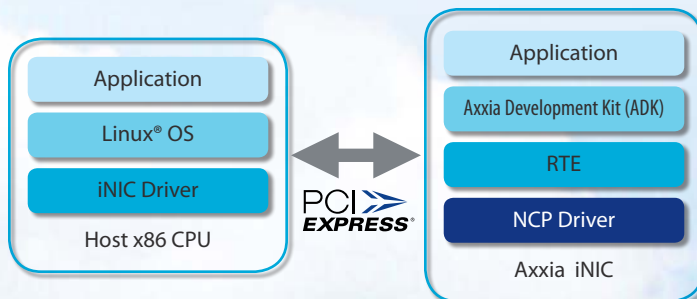 Application
Linux® OS
iNIC Driver
Host x86 CPU
PCI
EXPRESS®
Application
Axxia Development Kit (ADK)
RTE
NCP Driver
Axxia iNIC